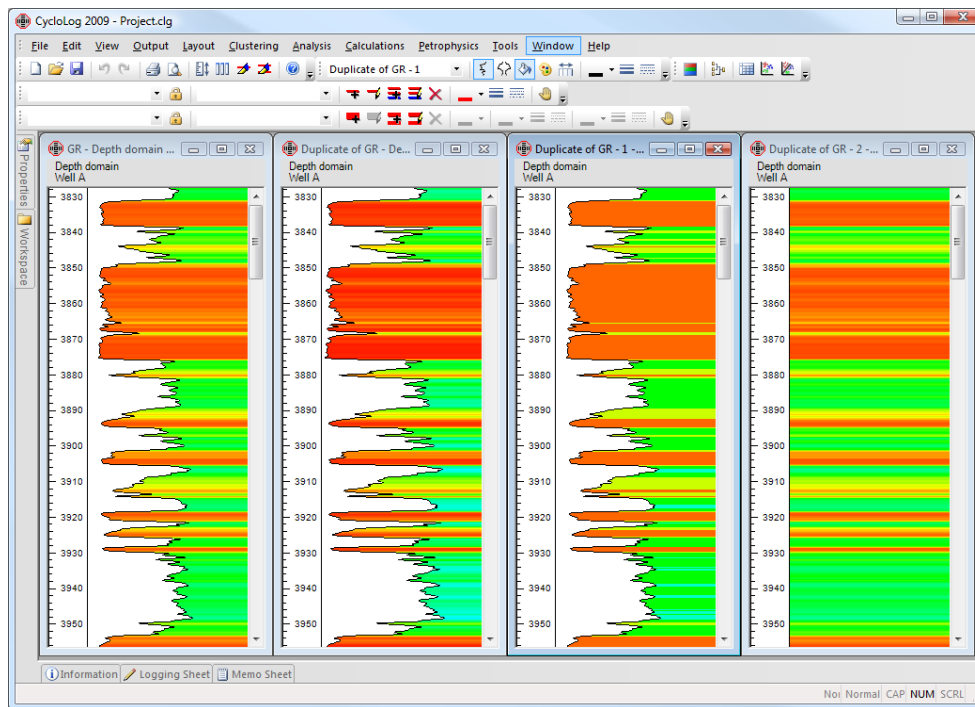 CycloLog 2009 - Project.clg
File Edit View Output Layout Clustering Analysis Calculations Petrophysics Tools Window Help
Duplicate of GR - 1
Properties
Workspace
GR - Depth domain ...
Depth domain
Well A
3830
3840
3850
3860
3870
3880
3890
3900
3910
3920
3930
3940
3950
Duplicate of GR - De...
Depth domain
Well A
3830
3840
3850
3860
3870
3880
3890
3900
3910
3920
3930
3940
3950
Duplicate of GR - 1 -...
Depth domain
Well A
3830
3840
3850
3860
3870
3880
3890
3900
3910
3920
3930
3940
3950
Duplicate of GR - 2 -...
Depth domain
Well A
3830
3840
3850
3860
3870
3880
3890
3900
3910
3920
3930
3940
3950
Information Logging Sheet Memo Sheet
Normal CAP NUM SCRL